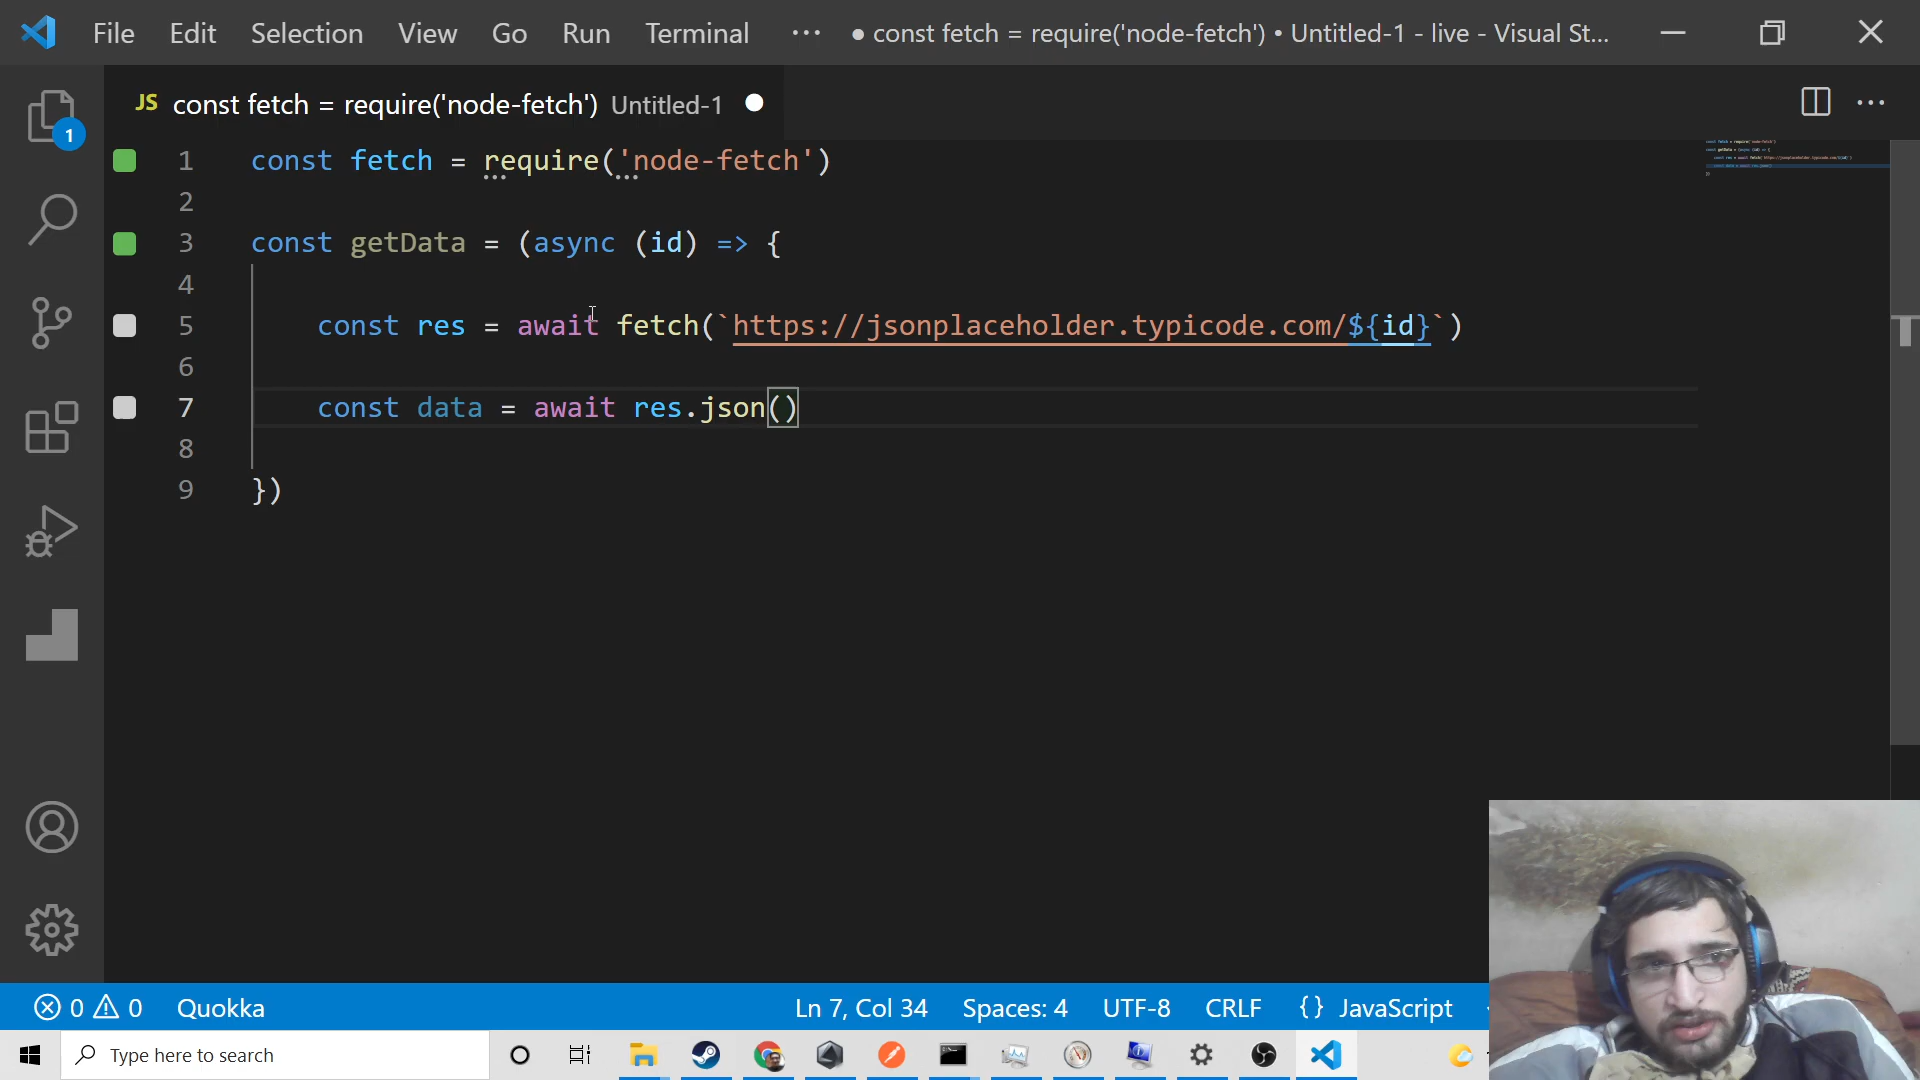 File Edit Selection View Go Run Terminal ··· ● const fetch = require('node-fetch') • Untitled-1 - live - Visual St...
JS const fetch = require('node-fetch') Untitled-1 ●
1
1 const fetch = require('node-fetch')
2
3 const getData = (async (id) => {
4
5 const res = await fetch(`https://jsonplaceholder.typicode.com/${id}`)
6
7 const data = await res.json()
8
9 })
0 0 Quokka Ln 7, Col 34 Spaces: 4 UTF-8 CRLF {} JavaScript
Type here to search